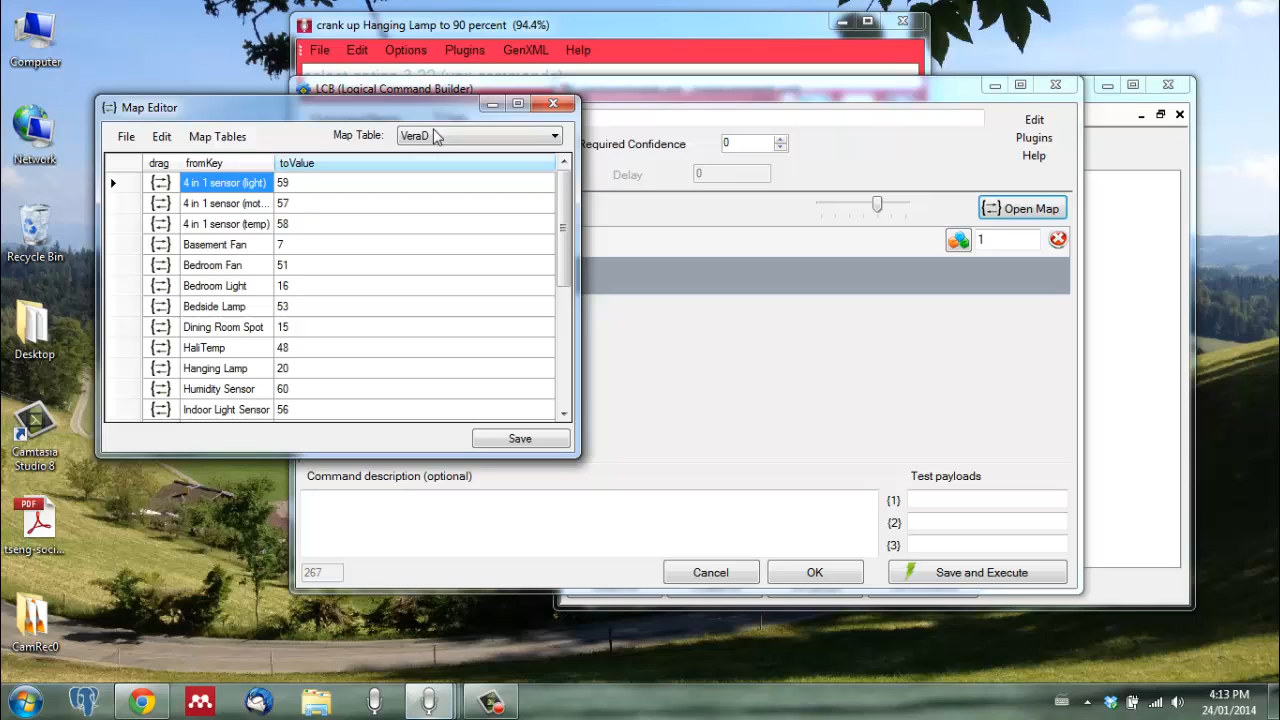 Computer
Network
Recycle Bin
Desktop
Camtasia
Studio 8
PDF
tseng-soci...
CamRec0
crank up Hanging Lamp to 90 percent (94.4%)
File Edit Options Plugins GenXML Help
LCB (Logical Command Builder)
Required Confidence 0
Delay 0
Edit
Plugins
Help
Open Map
1
Map Editor
File Edit Map Tables Map Table: VeraD
drag fromKey toValue
4 in 1 sensor (light) 59
4 in 1 sensor (mot... 57
4 in 1 sensor (temp) 58
Basement Fan 7
Bedroom Fan 51
Bedroom Light 16
Bedside Lamp 53
Dining Room Spot 15
HaliTemp 48
Hanging Lamp 20
Humidity Sensor 60
Indoor Light Sensor 56
Save
Command description (optional) Test payloads
{1}
{2}
{3}
267
Cancel OK Save and Execute
4:13 PM
24/01/2014